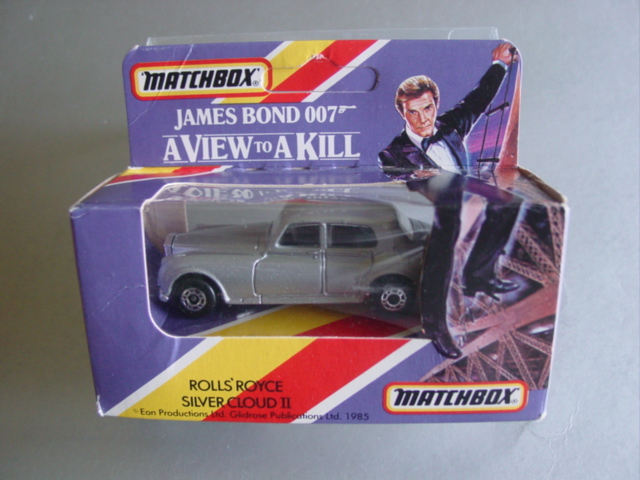 MATCHBOX®
JAMES BOND 007
A VIEW TO A KILL
ROLLS ROYCE
SILVER CLOUD II
© Eon Productions Ltd. Glidrose Publications Ltd. 1985
MATCHBOX®